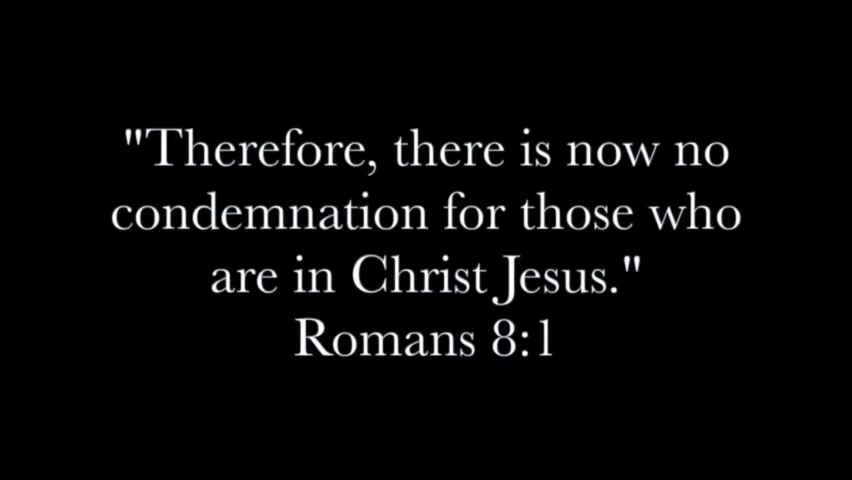 "Therefore, there is now no
condemnation for those who
are in Christ Jesus."
Romans 8:1